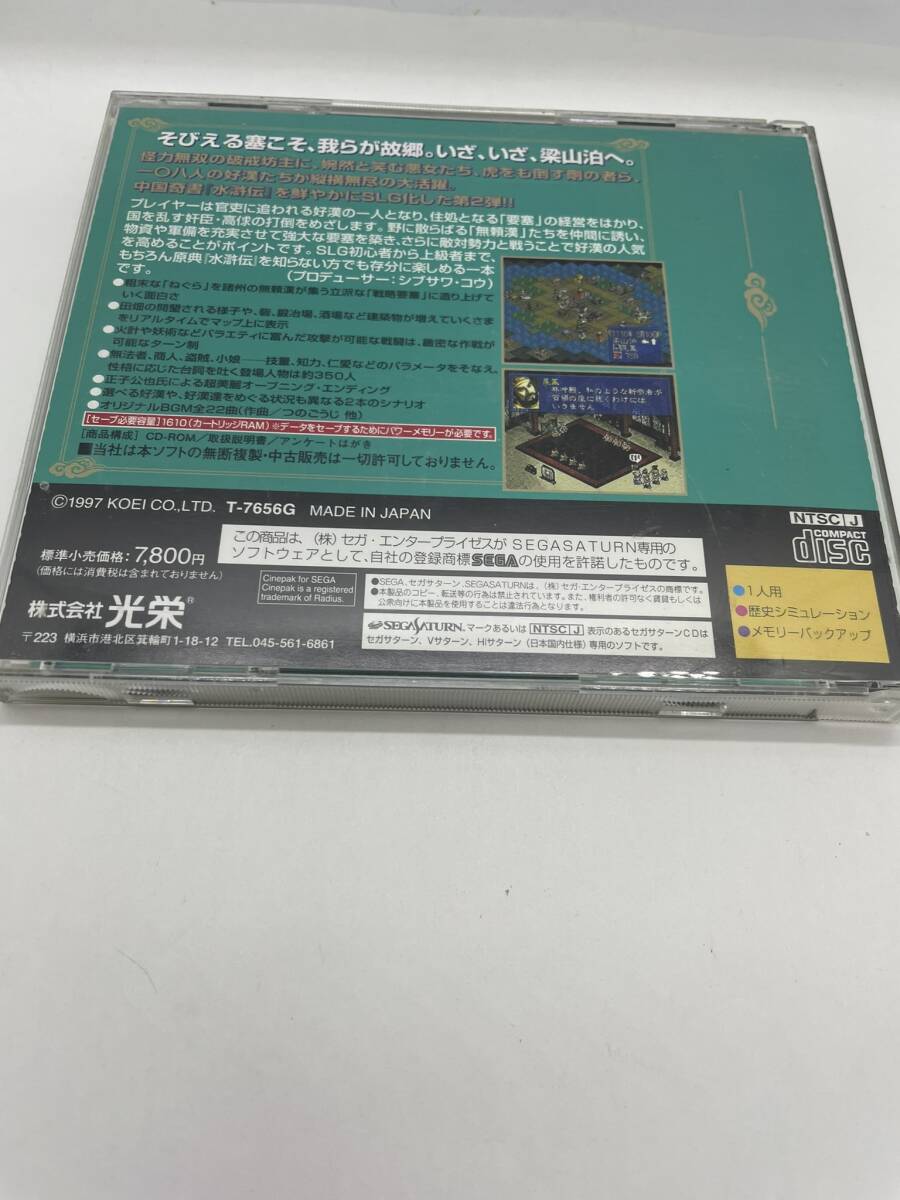 そびえる塞こそ、我らが故郷。いざ、いざ、梁山泊へ。
怪力無双の破戒坊主に、婉然と笑む悪女たち、虎をも倒す剛の者ら、
一〇八人の好漢たちが縦横無尽の大活躍。
中国奇書『水滸伝』を鮮やかにSLG化した第2弾!!
プレイヤーは官吏に追われる好漢の一人となり、住処となる「要塞」の経営をはかり、
国を乱す奸臣・高俅の打倒をめざします。野に散らばる「無頼漢」たちを仲間に誘い、
物資や軍備を充実させて強大な要塞を築き、さらに敵対勢力と戦うことで好漢の人気
を高めることがポイントです。SLG初心者から上級者まで、
もちろん原典『水滸伝』を知らない方でも存分に楽しめる一本
です。 (プロデューサー:シブサワ・コウ)
●粗末な「ねぐら」を諸州の無頼漢が集う立派な「戦略要塞」に造り上げて
いく面白さ
●田畑の開墾される様子や、砦、鍛冶場、酒場など建築物が増えていくさま
をリアルタイムでマップ上に表示
●火計や妖術などバラエティに富んだ攻撃が可能な戦闘は、緻密な作戦が
可能なターン制
●無法者、商人、盗賊、小娘──技量、知力、仁愛などのパラメータをそなえ、
性格に応じた台詞を吐く登場人物は約350人
●正子公也氏による超美麗オープニング・エンディング
●選べる好漢や、好漢達をめぐる状況も異なる2本のシナリオ
●オリジナルBGM全22曲(作曲/つのごうじ 他)
[セーブ必要容量]1610(カートリッジRAM)※データをセーブするためにパワーメモリーが必要です。
[商品構成] CD-ROM/取扱説明書/アンケートはがき
■当社は本ソフトの無断複製・中古販売は一切許可しておりません。
©1997 KOEI CO.,LTD. T-7656G MADE IN JAPAN
標準小売価格:7,800円
(価格には消費税は含まれておりません)
株式会社 光栄®
〒223 横浜市港北区箕輪町1-18-12 TEL.045-561-6861
Cinepak for SEGA
Cinepak is a registered
trademark of Radius.
この商品は、(株)セガ・エンタープライゼスがSEGASATURN専用の
ソフトウェアとして、自社の登録商標SEGAの使用を許諾したものです。
●SEGA、セガサターン、SEGASATURNは、(株)セガ・エンタープライゼスの商標です。
●本製品のコピー、転送等の行為は禁止されています。また、権利者の許可なく賃貸もしくは
公衆向けに本製品を使用することは違法行為となります。
SEGASATURN マークあるいは NTSC J 表示のあるセガサターンCDは
セガサターン、Vサターン、Hiサターン(日本国内仕様)専用のソフトです。
NTSC J
COMPACT
disc
●1人用
●歴史シミュレーション
●メモリーバックアップ